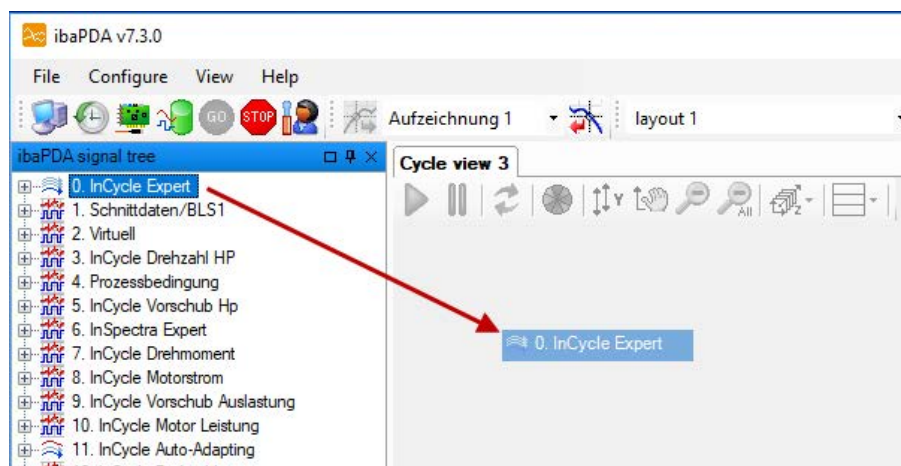 ibaPDA v7.3.0
File Configure View Help
GO STOP Aufzeichnung 1 layout 1
ibaPDA signal tree
Cycle view 3
Y All Z
0. InCycle Expert
1. Schnittdaten/BLS1
2. Virtuell
3. InCycle Drehzahl HP
4. Prozessbedingung
5. InCycle Vorschub Hp
6. InSpectra Expert
7. InCycle Drehmoment
8. InCycle Motorstrom
9. InCycle Vorschub Auslastung
10. InCycle Motor Leistung
11. InCycle Auto-Adapting
0. InCycle Expert